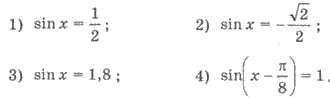 1) sin x = 1/2 ; 2) sin x = -√2/2 ;
3) sin x = 1,8 ; 4) sin(x - π/8) = 1 .